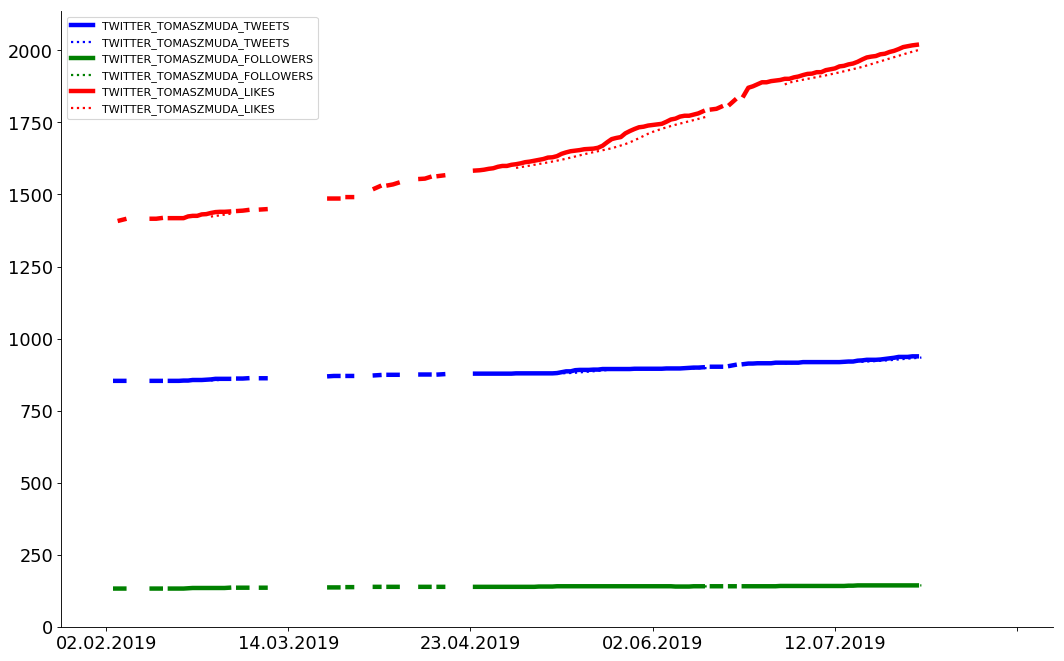 TWITTER_TOMASZMUDA_TWEETS
TWITTER_TOMASZMUDA_TWEETS
TWITTER_TOMASZMUDA_FOLLOWERS
TWITTER_TOMASZMUDA_FOLLOWERS
TWITTER_TOMASZMUDA_LIKES
TWITTER_TOMASZMUDA_LIKES
2000
1750
1500
1250
1000
750
500
250
0
02.02.2019 14.03.2019 23.04.2019 02.06.2019 12.07.2019